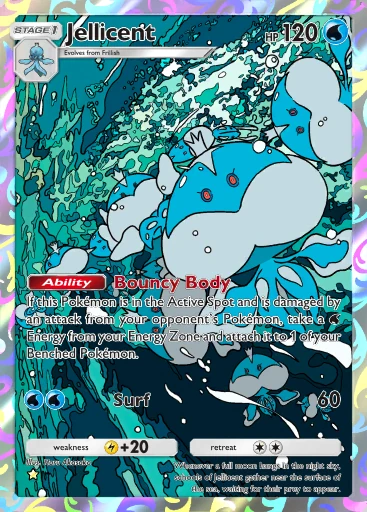 STAGE 1
Jellicent
HP 120
Evolves from Frillish
Ability Bouncy Body
If this Pokémon is in the Active Spot and is damaged by
an attack from your opponent's Pokémon, take a
Energy from your Energy Zone and attach it to 1 of your
Benched Pokémon.
Surf 60
weakness +20 retreat
Illus.
Whenever a full moon hangs in the night sky,
schools of Jellicent gather near the surface of
the sea, waiting for their prey to appear.